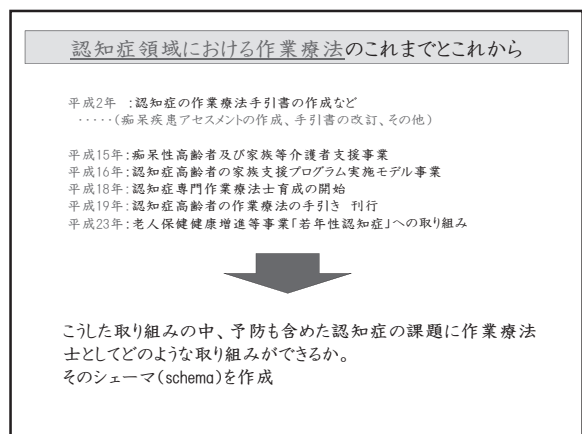 認知症領域における作業療法のこれまでとこれから
平成2年 :認知症の作業療法手引書の作成など
・・・・・(痴呆疾患アセスメントの作成、手引書の改訂、その他)
平成15年:痴呆性高齢者及び家族等介護者支援事業
平成16年:認知症高齢者の家族支援プログラム実施モデル事業
平成18年:認知症専門作業療法士育成の開始
平成19年:認知症高齢者の作業療法の手引き 刊行
平成23年:老人保健健康増進等事業「若年性認知症」への取り組み
こうした取り組みの中、予防も含めた認知症の課題に作業療法
士としてどのような取り組みができるか。
そのシェーマ(schema)を作成